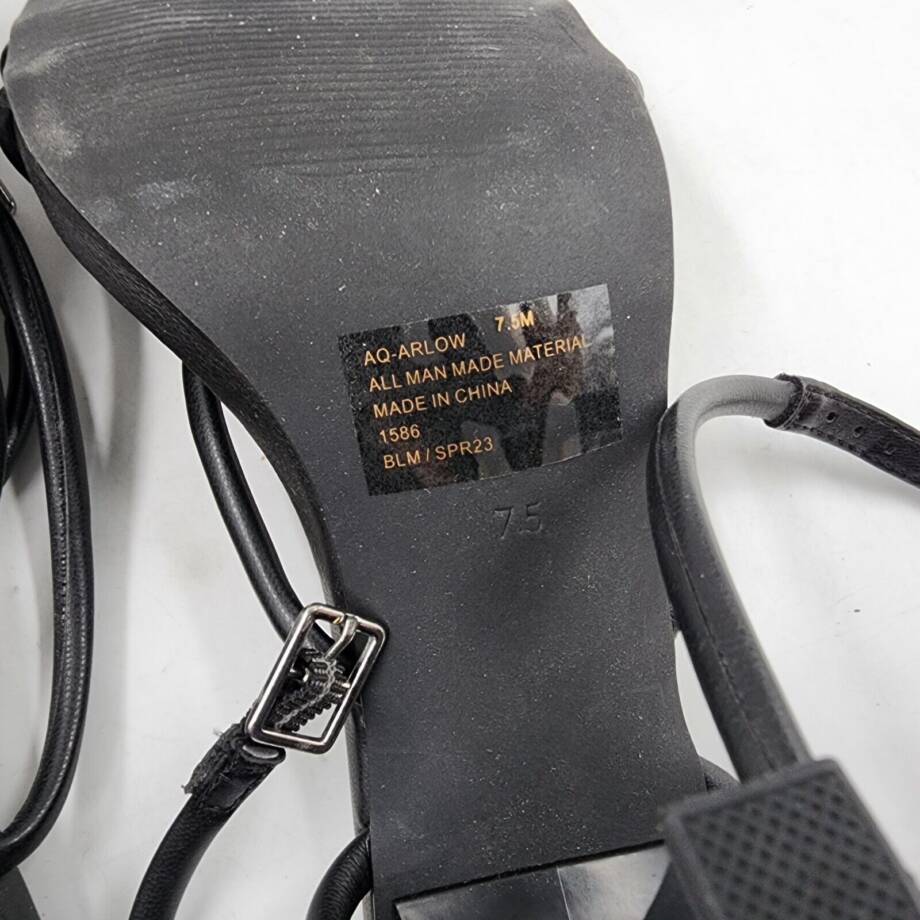 AQ-ARLOW 7.5M
ALL MAN MADE MATERIAL
MADE IN CHINA
1586
BLM / SPR23
7.5